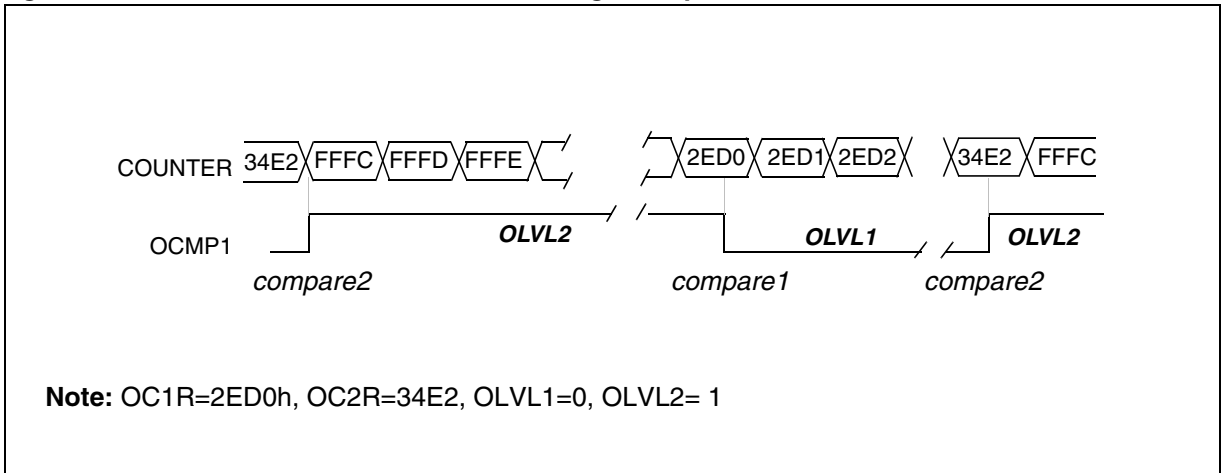 COUNTER 34E2 FFFC FFFD FFFE 2ED0 2ED1 2ED2 34E2 FFFC
OCMP1 OLVL2 OLVL1 OLVL2
compare2 compare1 compare2
Note: OC1R=2ED0h, OC2R=34E2, OLVL1=0, OLVL2= 1